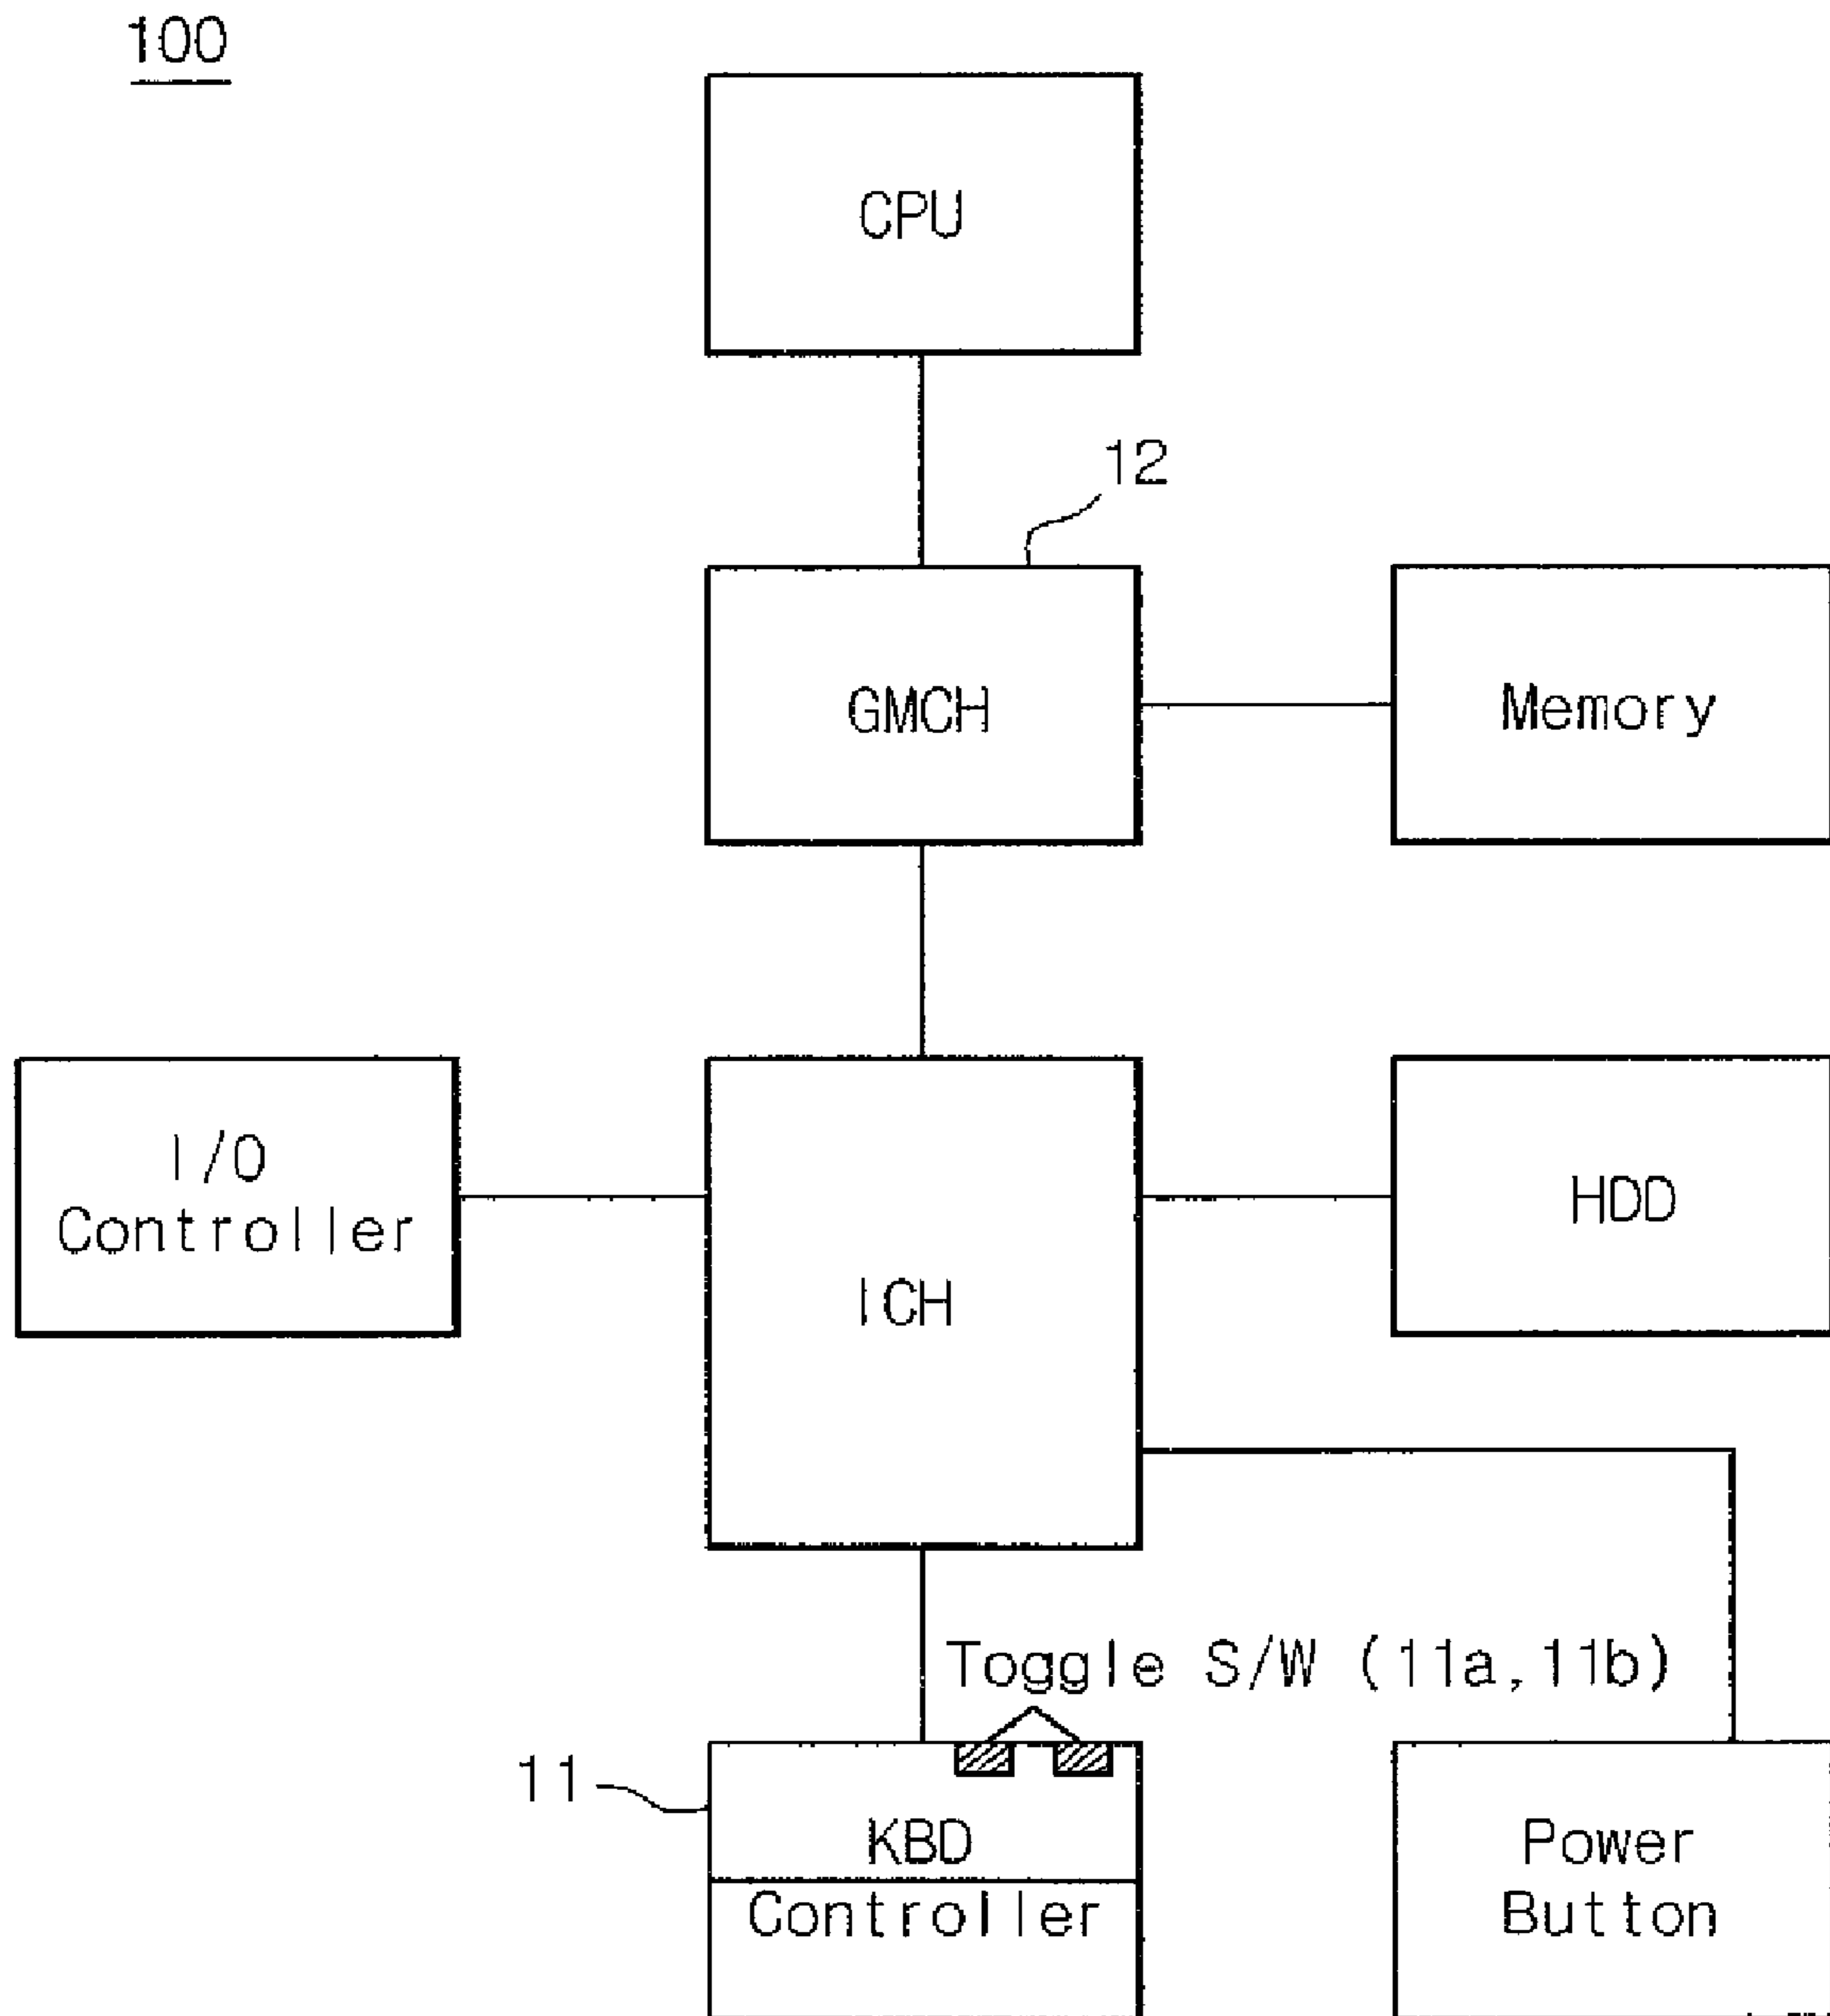 100
CPU
12
GMCH
Memory
I/O
Controller
HDD
ICH
Toggle S/W (11a,11b)
11
KBD
Controller
Power
Button